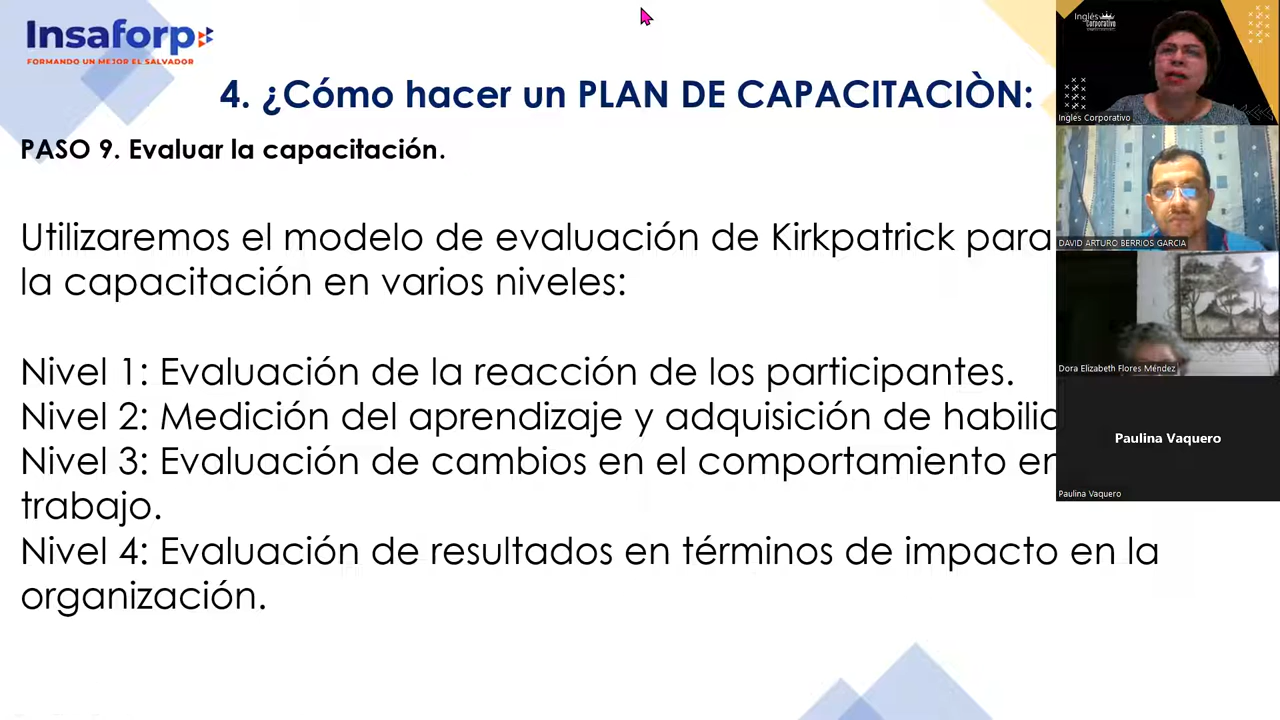 Insaforp
FORMANDO UN MEJOR EL SALVADOR
4. ¿Cómo hacer un PLAN DE CAPACITACIÒN:
PASO 9. Evaluar la capacitación.
Utilizaremos el modelo de evaluación de Kirkpatrick para
la capacitación en varios niveles:
Nivel 1: Evaluación de la reacción de los participantes.
Nivel 2: Medición del aprendizaje y adquisición de
Nivel 3: Evaluación de cambios en el comportamiento
trabajo.
Nivel 4: Evaluación de resultados en términos de impacto en la
organización.
Inglés
Corporativo
Inglés Corporativo
DAVID ARTURO BERRIOS GARCIA
Dora Elizabeth Flores Méndez
Paulina Vaquero
Paulina Vaquero